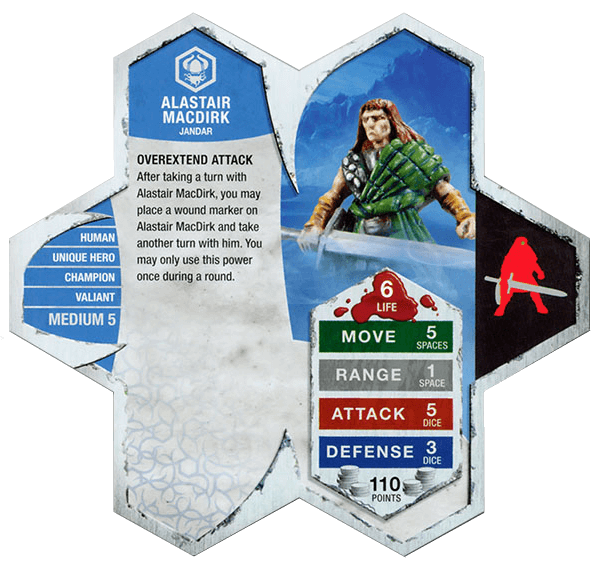 ALASTAIR
MACDIRK
JANDAR
OVEREXTEND ATTACK
After taking a turn with
Alastair MacDirk, you may
place a wound marker on
Alastair MacDirk and take
another turn with him. You
may only use this power
once during a round.
HUMAN
UNIQUE HERO
CHAMPION
VALIANT
MEDIUM 5
6
LIFE
MOVE 5
SPACES
RANGE 1
SPACE
ATTACK 5
DICE
DEFENSE 3
DICE
110
POINTS